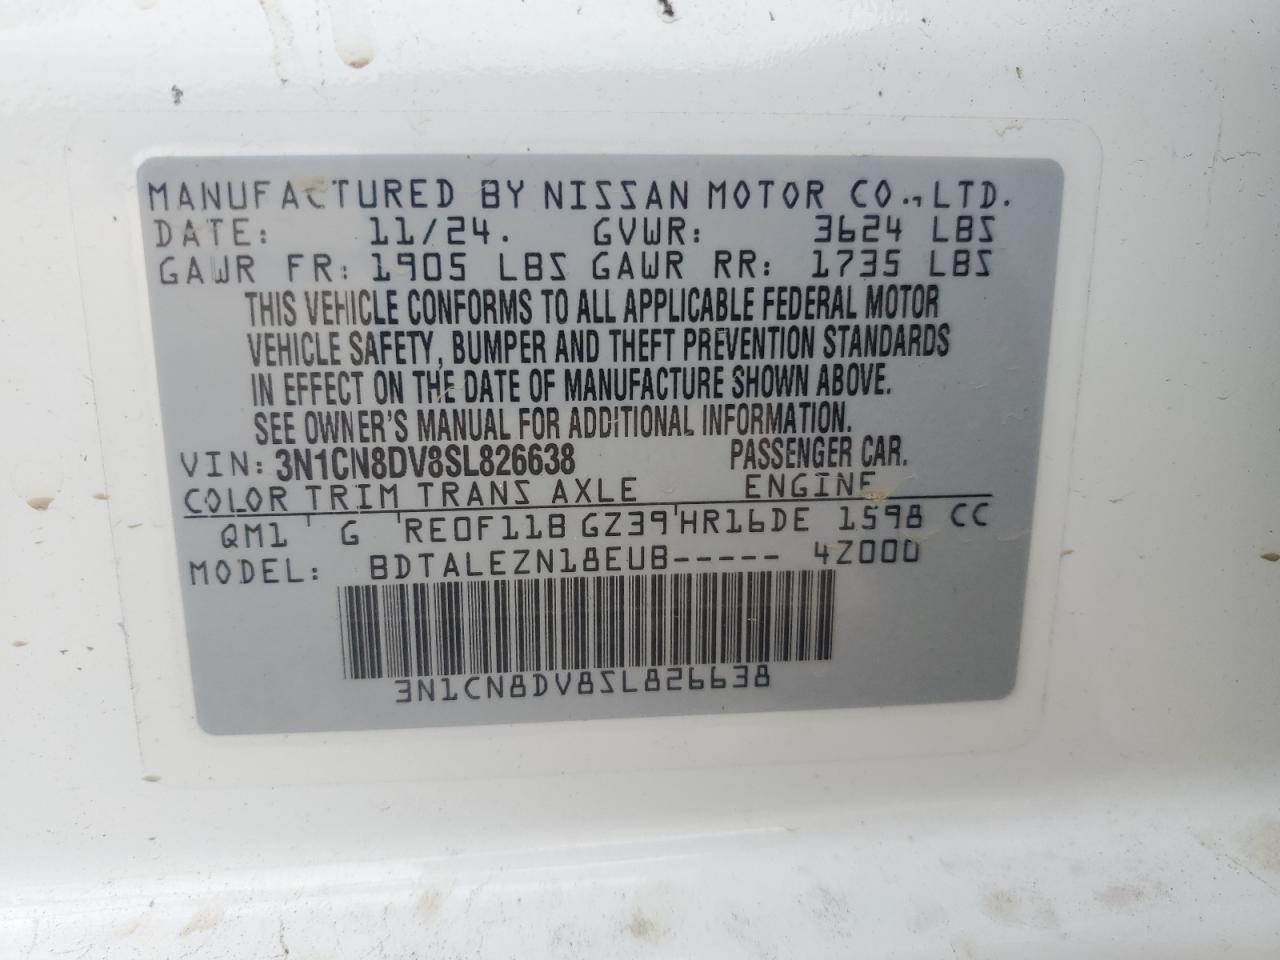 MANUFACTURED BY NISSAN MOTOR CO.,LTD.
DATE: 11/24. GVWR: 3624 LBS
GAWR FR: 1905 LBS GAWR RR: 1735 LBS
THIS VEHICLE CONFORMS TO ALL APPLICABLE FEDERAL MOTOR
VEHICLE SAFETY, BUMPER AND THEFT PREVENTION STANDARDS
IN EFFECT ON THE DATE OF MANUFACTURE SHOWN ABOVE.
SEE OWNER'S MANUAL FOR ADDITIONAL INFORMATION.
VIN: 3N1CN8DV8SL826638 PASSENGER CAR.
COLOR TRIM TRANS AXLE ENGINE
QM1 ' G 'RE0F11B GZ39'HR16DE 1598 CC
MODEL: BDTALEZN18EUB----- 4Z000
3N1CN8DV8SL826638